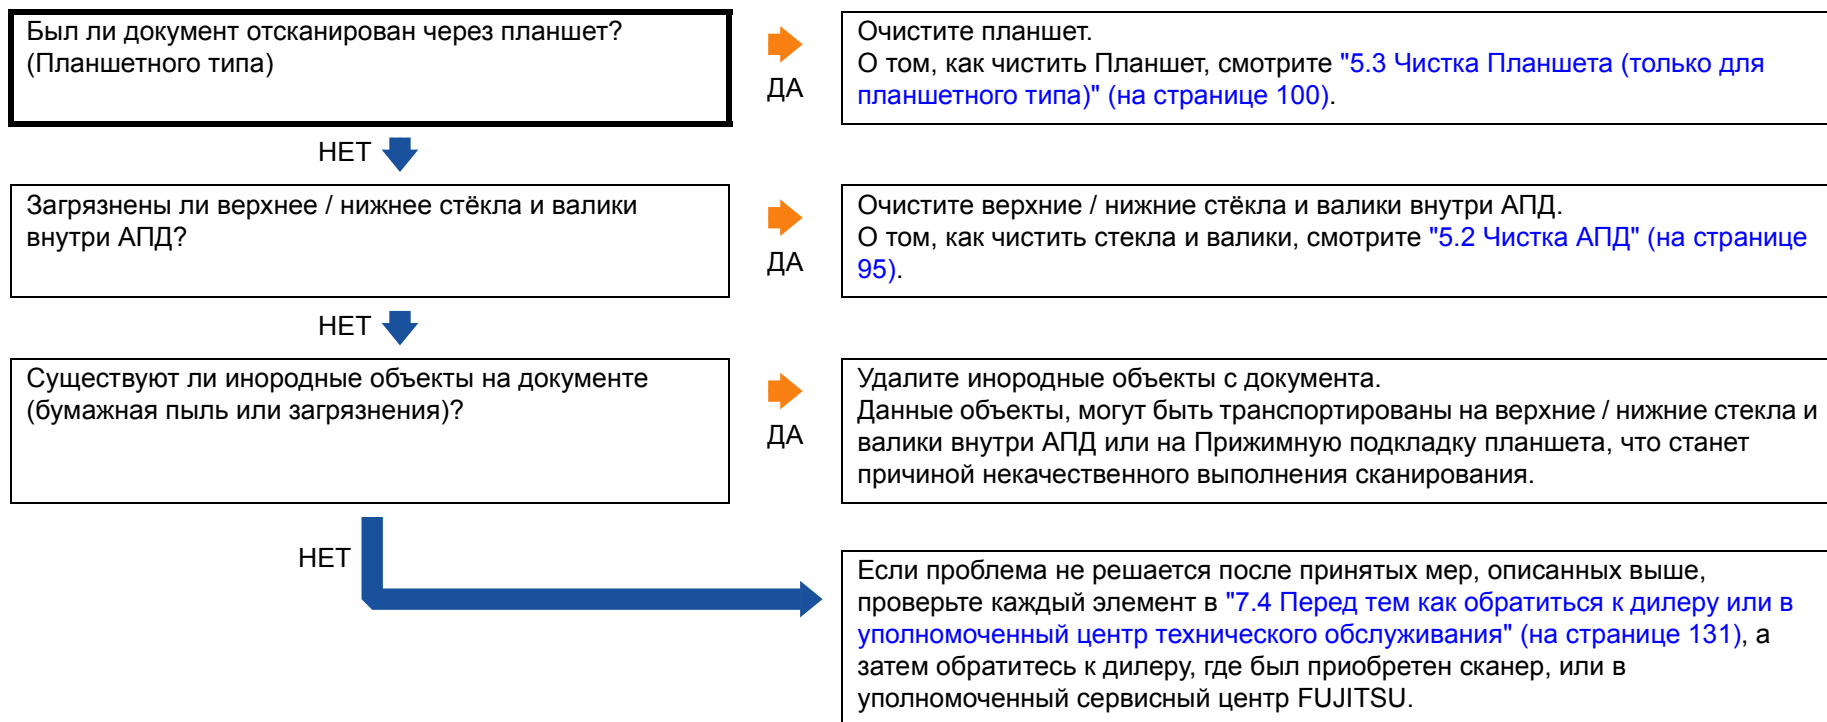 Был ли документ отсканирован через планшет?
(Планшетного типа)
ДА
Очистите планшет.
О том, как чистить Планшет, смотрите "5.3 Чистка Планшета (только для
планшетного типа)" (на странице 100).
НЕТ
Загрязнены ли верхнее / нижнее стёкла и валики
внутри АПД?
ДА
Очистите верхние / нижние стёкла и валики внутри АПД.
О том, как чистить стекла и валики, смотрите "5.2 Чистка АПД" (на странице
95).
НЕТ
Существуют ли инородные объекты на документе
(бумажная пыль или загрязнения)?
ДА
Удалите инородные объекты с документа.
Данные объекты, могут быть транспортированы на верхние / нижние стекла и
валики внутри АПД или на Прижимную подкладку планшета, что станет
причиной некачественного выполнения сканирования.
НЕТ
Если проблема не решается после принятых мер, описанных выше,
проверьте каждый элемент в "7.4 Перед тем как обратиться к дилеру или в
уполномоченный центр технического обслуживания" (на странице 131), а
затем обратитесь к дилеру, где был приобретен сканер, или в
уполномоченный сервисный центр FUJITSU.